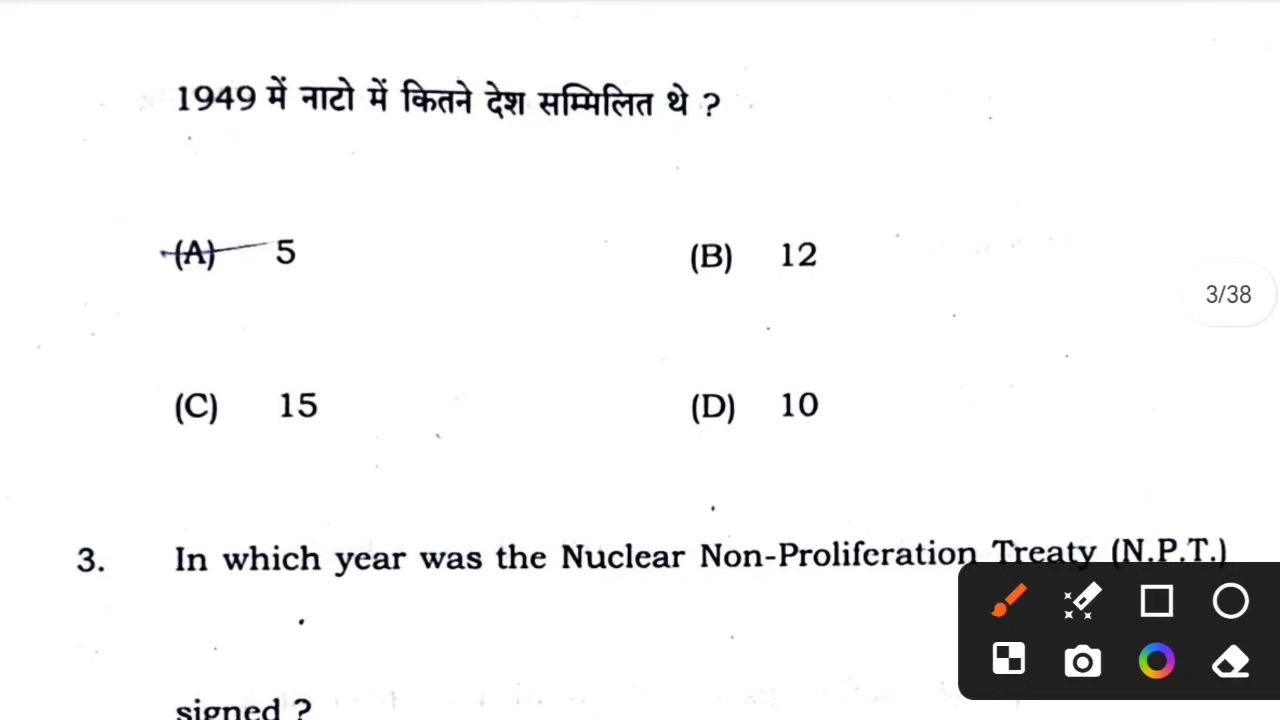 1949 में नाटो में कितने देश सम्मिलित थे ?
(A) 5 (B) 12
3/38
(C) 15 (D) 10
3. In which year was the Nuclear Non-Proliferation Treaty (N.P.T.)
signed ?